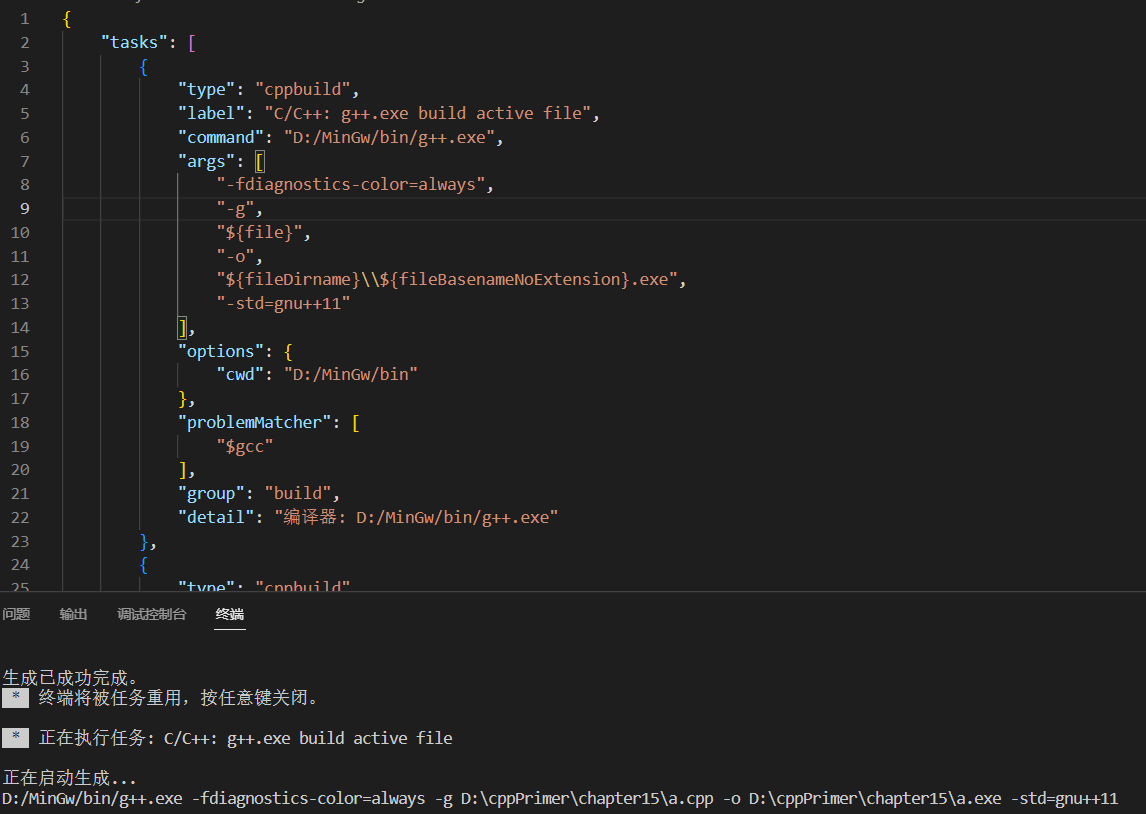 1 {
2 "tasks": [
3 {
4 "type": "cppbuild",
5 "label": "C/C++: g++.exe build active file",
6 "command": "D:/MinGw/bin/g++.exe",
7 "args": [
8 "-fdiagnostics-color=always",
9 "-g",
10 "${file}",
11 "-o",
12 "${fileDirname}\\${fileBasenameNoExtension}.exe",
13 "-std=gnu++11"
14 ],
15 "options": {
16 "cwd": "D:/MinGw/bin"
17 },
18 "problemMatcher": [
19 "$gcc"
20 ],
21 "group": "build",
22 "detail": "编译器: D:/MinGw/bin/g++.exe"
23 },
24 {
25 "type": "cppbuild"
问题 输出 调试控制台 终端
生成已成功完成。
* 终端将被任务重用，按任意键关闭。
* 正在执行任务: C/C++: g++.exe build active file
正在启动生成...
D:/MinGw/bin/g++.exe -fdiagnostics-color=always -g D:\cppPrimer\chapter15\a.cpp -o D:\cppPrimer\chapter15\a.exe -std=gnu++11